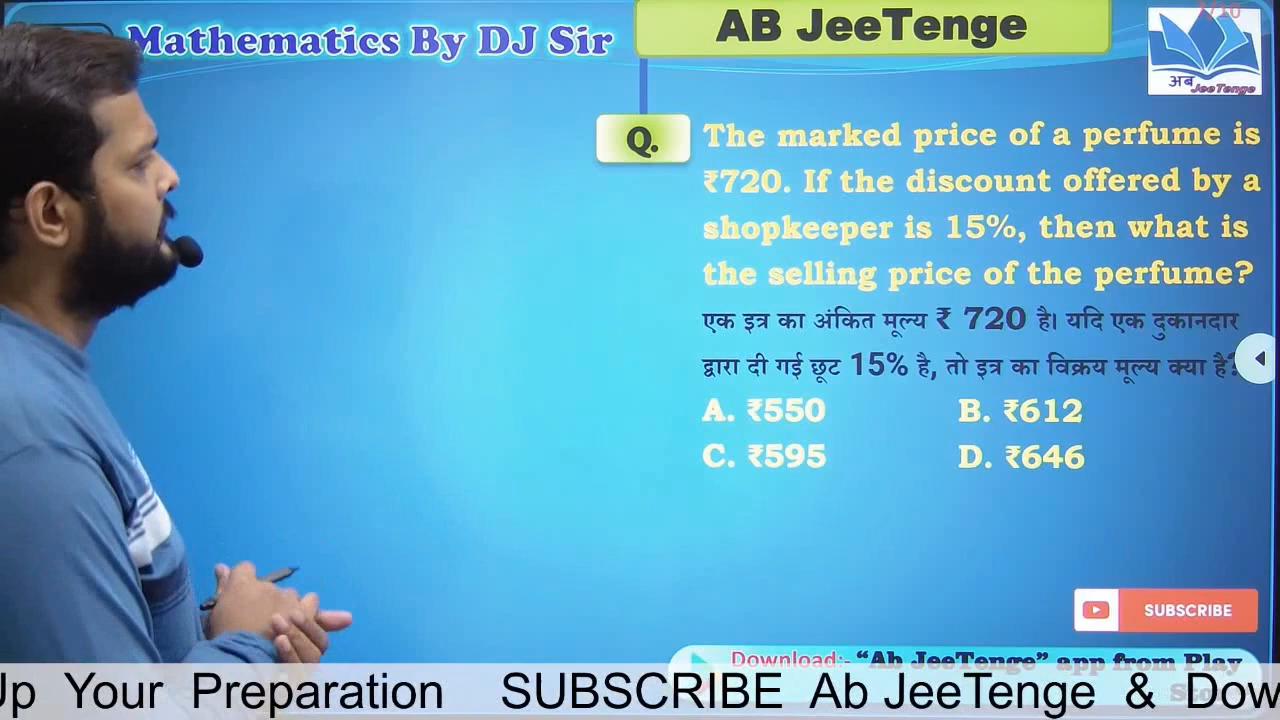 Mathematics By DJ Sir
AB JeeTenge
7/10
अब JeeTenge
Q.
The marked price of a perfume is
₹720. If the discount offered by a
shopkeeper is 15%, then what is
the selling price of the perfume?
एक इत्र का अंकित मूल्य ₹ 720 है। यदि एक दुकानदार
द्वारा दी गई छूट 15% है, तो इत्र का विक्रय मूल्य क्या है?
A. ₹550 B. ₹612
C. ₹595 D. ₹646
SUBSCRIBE
Download:- “Ab JeeTenge” app from Play
Up Your Preparation SUBSCRIBE Ab JeeTenge & Dow